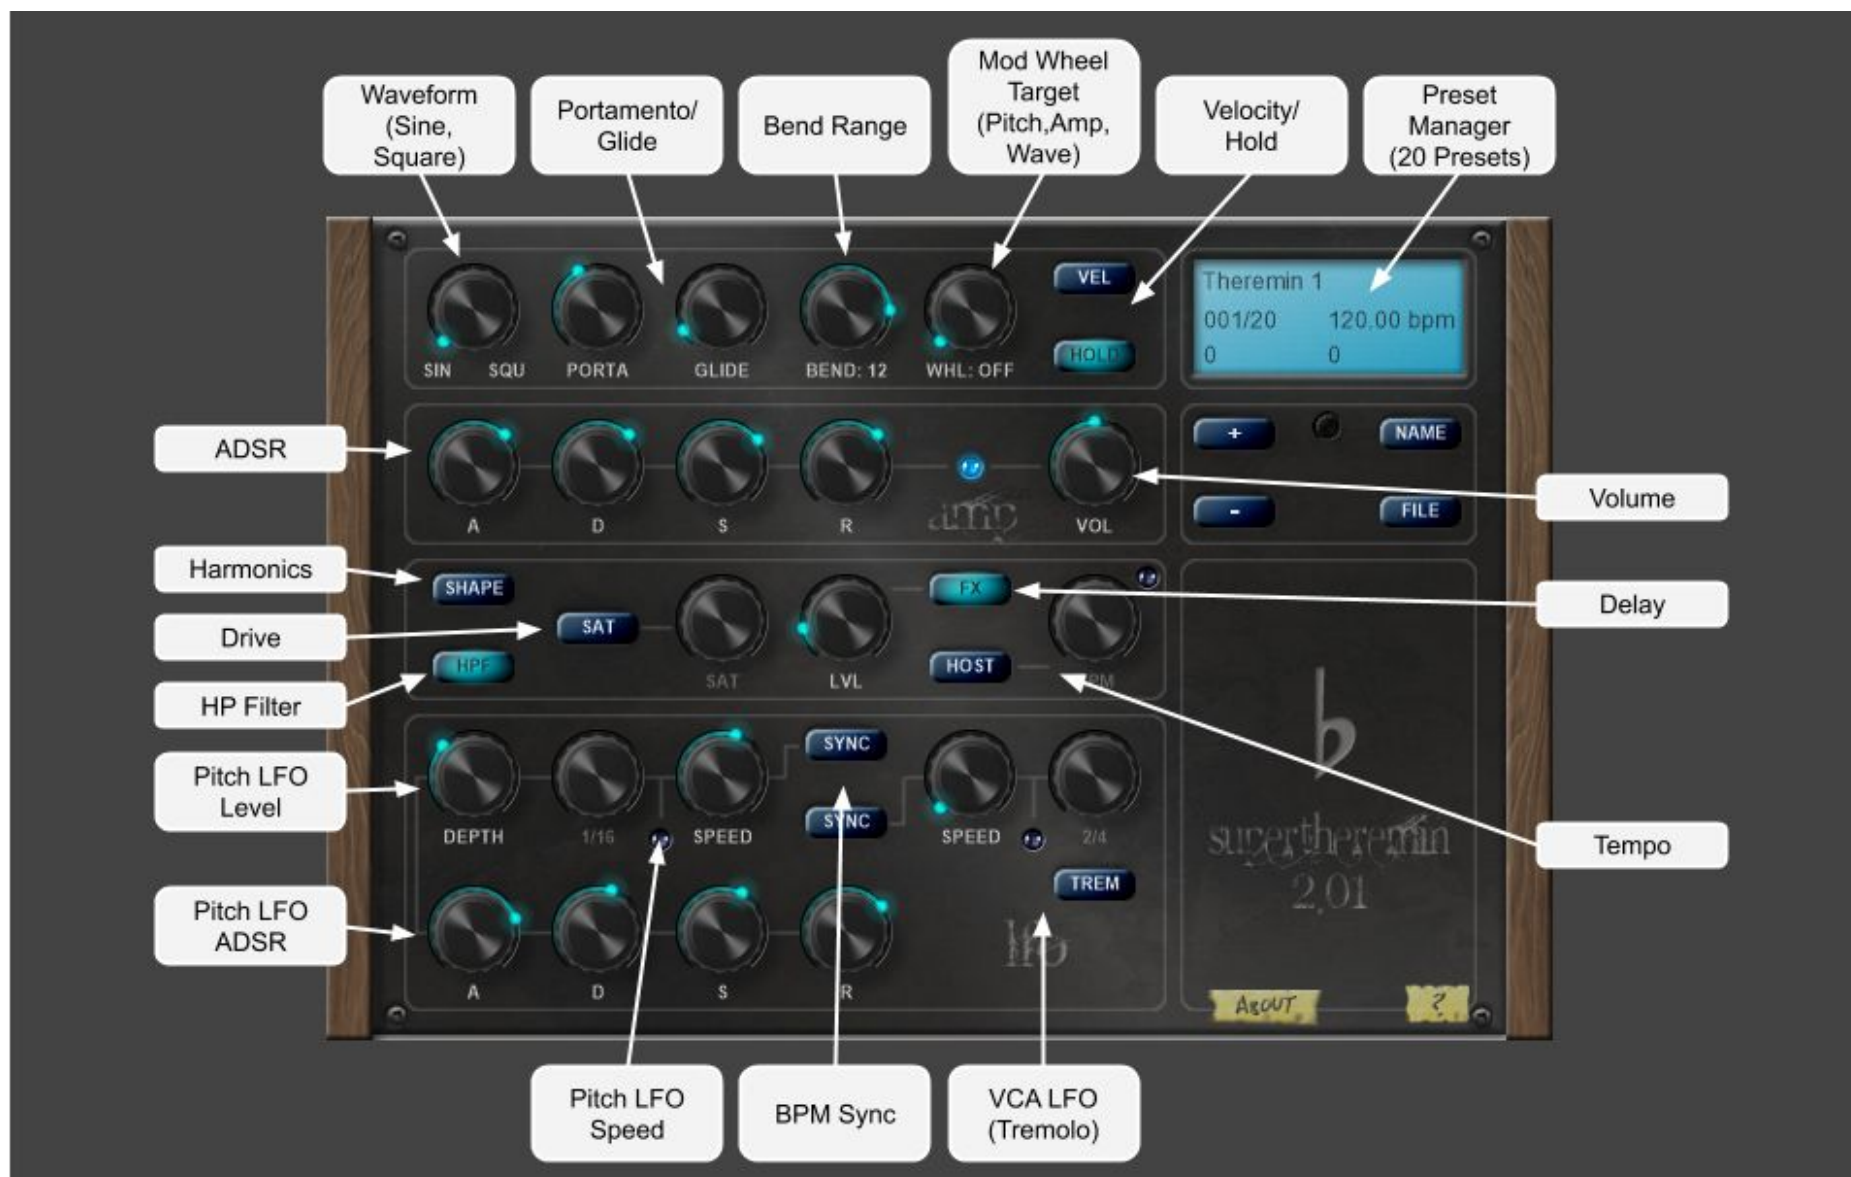 Waveform
(Sine,
Square)
Portamento/
Glide
Bend Range
Mod Wheel
Target
(Pitch,Amp,
Wave)
Velocity/
Hold
Preset
Manager
(20 Presets)
SIN SQU PORTA GLIDE BEND: 12 WHL: OFF
VEL
HOLD
Theremin 1
001/20 120.00 bpm
0 0
ADSR
A D S R amp VOL
+ NAME
- FILE
Volume
Harmonics
Drive
HP Filter
SHAPE
SAT
HPF
SAT LVL
FX
HOST
Delay
Pitch LFO
Level
DEPTH 1/16 SPEED
SYNC
SYNC
SPEED 2/4
TREM
Tempo
Pitch LFO
ADSR
A D S R
lfo
supertheremin
2.01
ABOUT ?
Pitch LFO
Speed
BPM Sync
VCA LFO
(Tremolo)